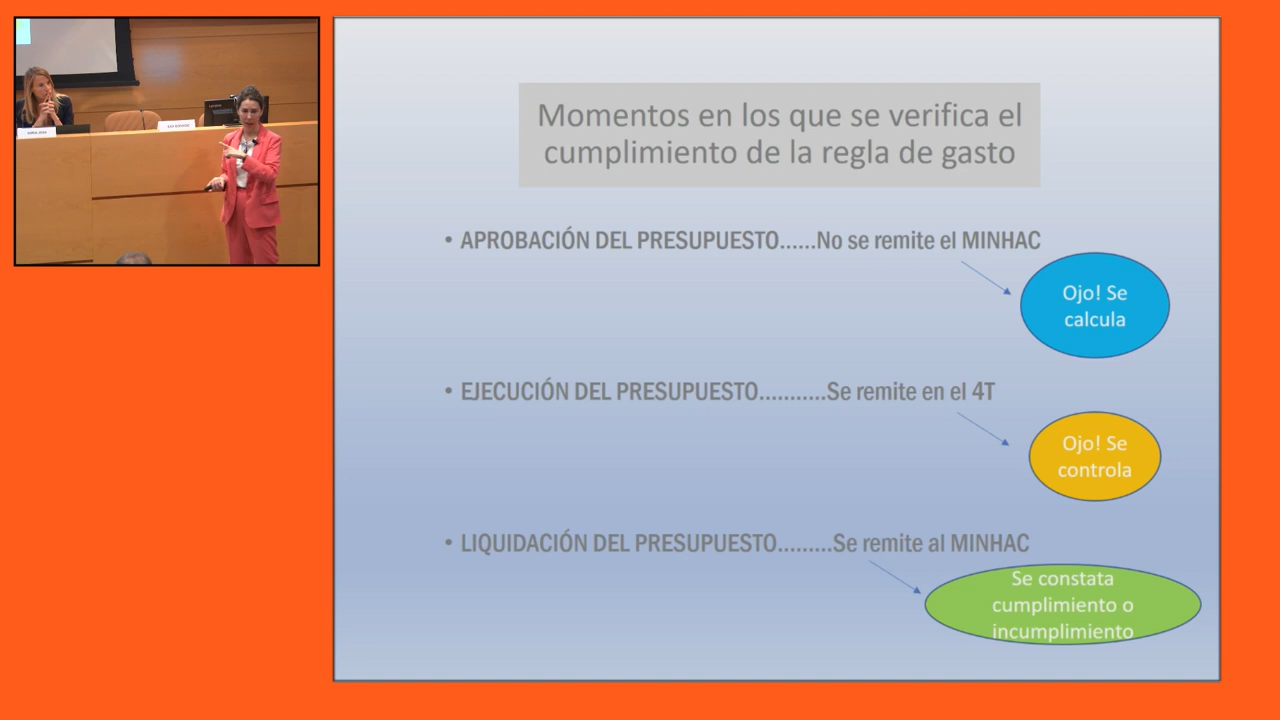 Momentos en los que se verifica el
cumplimiento de la regla de gasto
• APROBACIÓN DEL PRESUPUESTO......No se remite el MINHAC
Ojo! Se
calcula
• EJECUCIÓN DEL PRESUPUESTO...........Se remite en el 4T
Ojo! Se
controla
• LIQUIDACIÓN DEL PRESUPUESTO.........Se remite al MINHAC
Se constata
cumplimiento o
incumplimiento